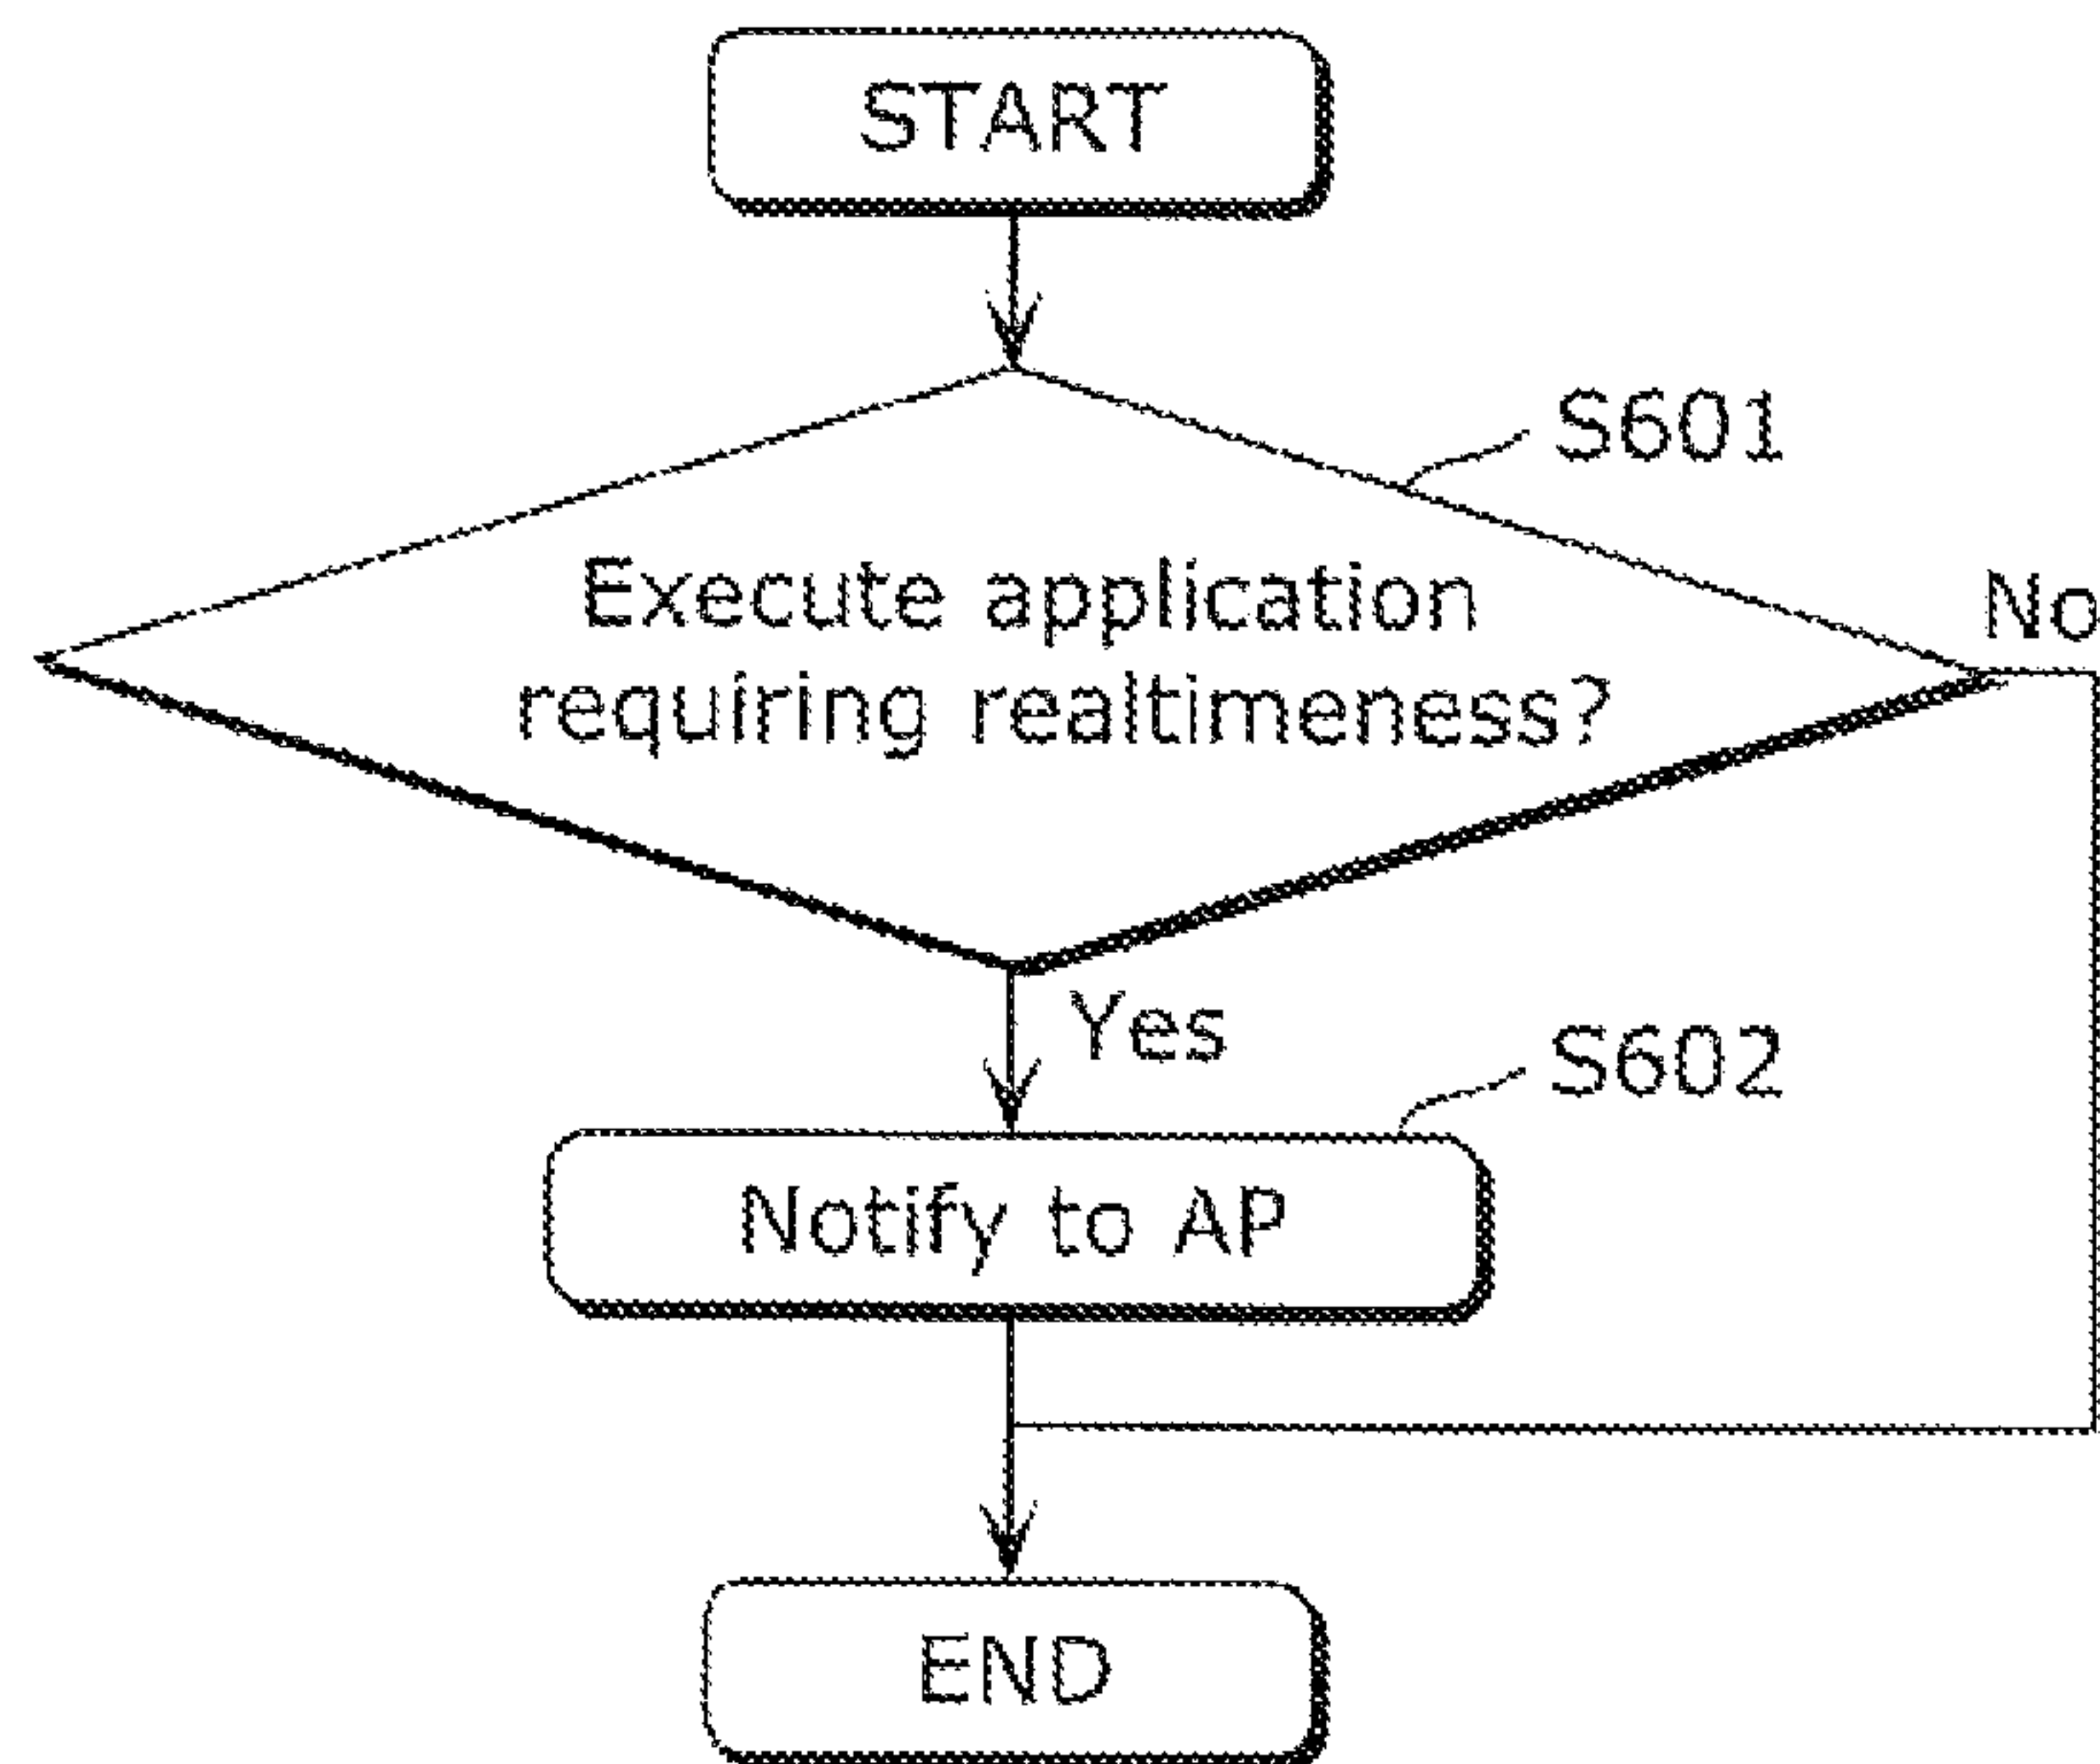 START
S601
Execute application
requiring realtimeness?
No
Yes
S602
Notify to AP
END